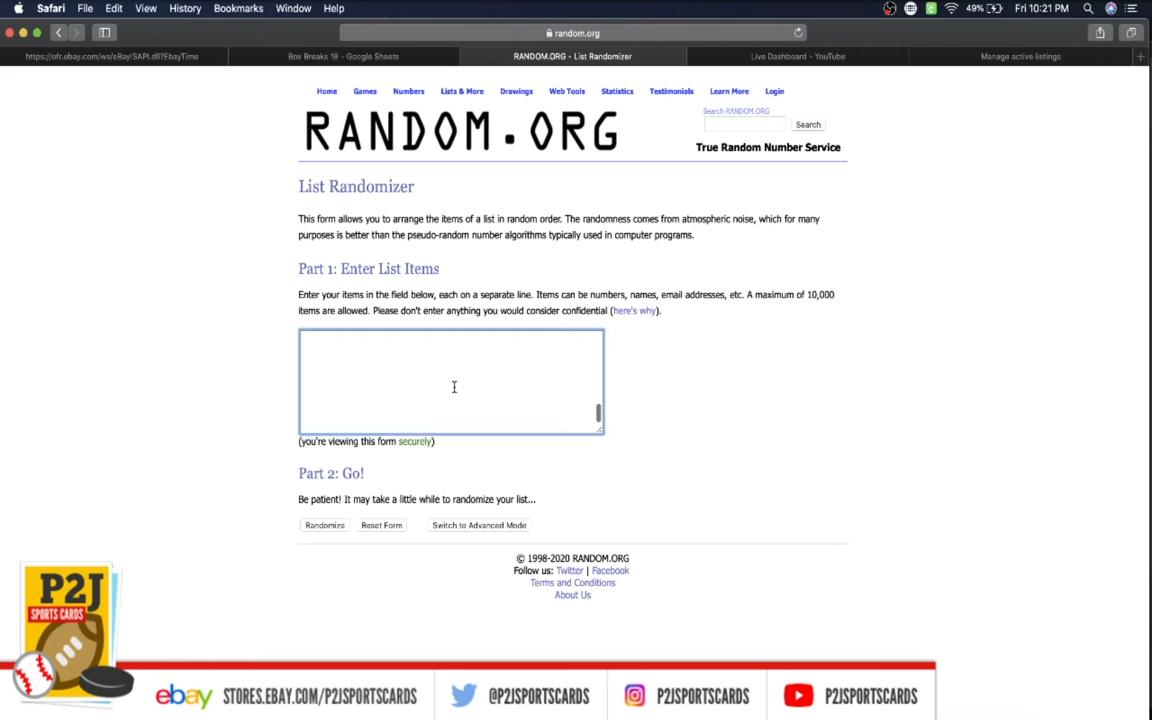 Safari File Edit View History Bookmarks Window Help 49% Fri 10:21 PM
random.org
https://ofr.ebay.com/ws/eBayISAPI.dll?EbayTime Box Breaks 18 - Google Sheets RANDOM.ORG - List Randomizer Live Dashboard - YouTube Manage active listings
Home Games Numbers Lists & More Drawings Web Tools Statistics Testimonials Learn More Login
Search RANDOM.ORG
RANDOM.ORG
Search
True Random Number Service
List Randomizer
This form allows you to arrange the items of a list in random order. The randomness comes from atmospheric noise, which for many
purposes is better than the pseudo-random number algorithms typically used in computer programs.
Part 1: Enter List Items
Enter your items in the field below, each on a separate line. Items can be numbers, names, email addresses, etc. A maximum of 10,000
items are allowed. Please don't enter anything you would consider confidential (here's why).
(you're viewing this form securely)
Part 2: Go!
Be patient! It may take a little while to randomize your list...
Randomize Reset Form Switch to Advanced Mode
© 1998-2020 RANDOM.ORG
Follow us: Twitter | Facebook
Terms and Conditions
About Us
P2J
SPORTS CARDS
ebay STORES.EBAY.COM/P2JSPORTSCARDS @P2JSPORTSCARDS P2JSPORTSCARDS P2JSPORTSCARDS